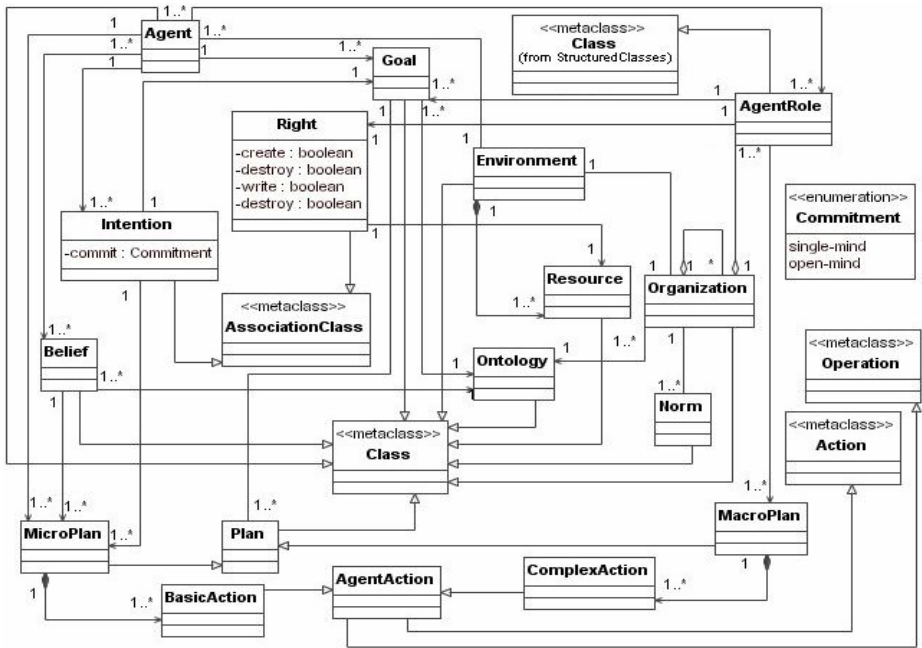 1..*
1..*
Agent
1
1..*
1..*
1
1
1
Goal
1
1..*
1..*
<<metaclass>>
Class
(from StructuredClasses)
1
1..*
AgentRole
1
1
1
1..*
Right
-create : boolean
-destroy : boolean
-write : boolean
-destroy : boolean
1
1
Environment
1
1
<<enumeration>>
Commitment
single-mind
open-mind
1..*
1
Intention
-commit : Commitment
1
1
1
1..*
Resource
1
1
*
1
Organization
1
1..*
<<metaclass>>
AssociationClass
1..*
Belief
1..*
1
1
Ontology
1
1..*
Norm
<<metaclass>>
Operation
<<metaclass>>
Action
<<metaclass>>
Class
1..*
1..*
MicroPlan
1..*
1..*
Plan
1..*
MacroPlan
1
1..*
BasicAction
AgentAction
ComplexAction
1..*
1